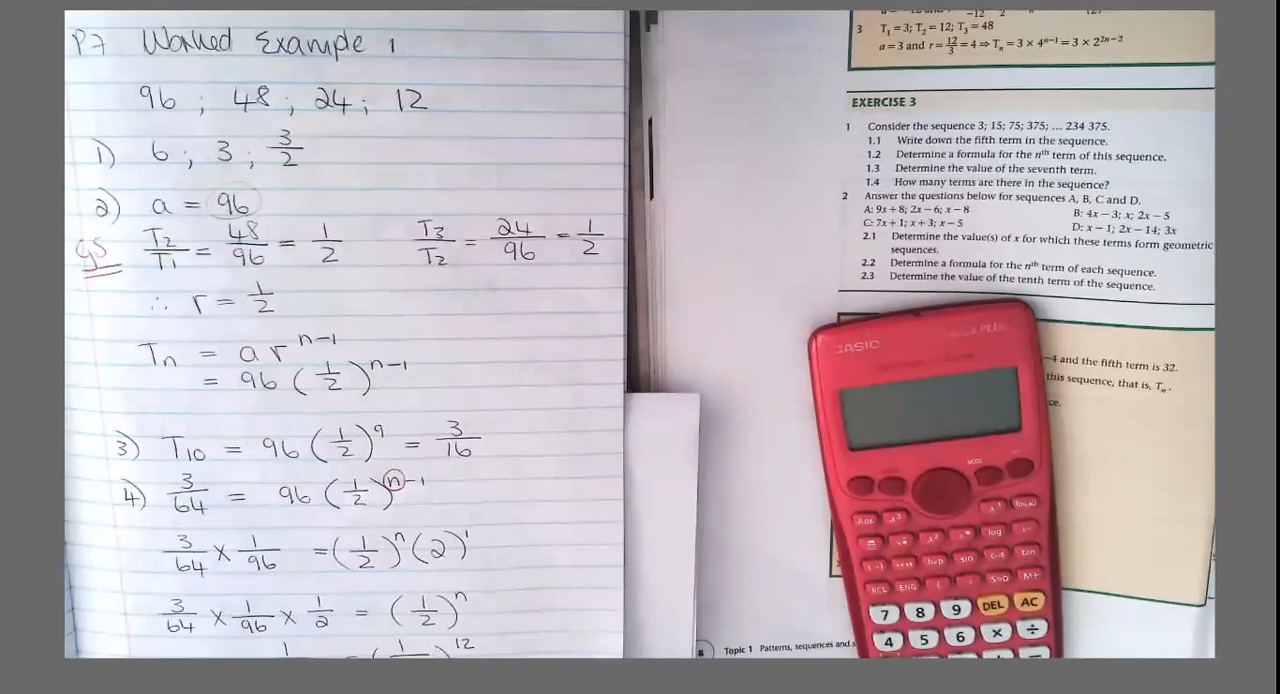 P7 Worked Example 1
96 ; 48 ; 24 ; 12
1) 6 ; 3 ; 3/2
2) a = 96
GS T2/T1 = 48/96 = 1/2 T3/T2 = 24/96 = 1/2
∴ r = 1/2
Tn = ar^(n-1)
= 96 (1/2)^(n-1)
3) T10 = 96 (1/2)^9 = 3/16
4) 3/64 = 96 (1/2)^(n-1)
3/64 × 1/96 = (1/2)^n (2)^1
3/64 × 1/96 × 1/2 = (1/2)^n
3 T1 = 3; T2 = 12; T3 = 48
a = 3 and r = 12/3 = 4 ⇒ Tn = 3 × 4^(n−1) = 3 × 2^(2n−2)
EXERCISE 3
1 Consider the sequence 3; 15; 75; 375; ... 234 375.
1.1 Write down the fifth term in the sequence.
1.2 Determine a formula for the nth term of this sequence.
1.3 Determine the value of the seventh term.
1.4 How many terms are there in the sequence?
2 Answer the questions below for sequences A, B, C and D.
A: 9x + 8; 2x − 6; x − 8 B: 4x − 3; x; 2x − 5
C: 7x + 1; x + 3; x − 5 D: x − 1; 2x − 14; 3x
2.1 Determine the value(s) of x for which these terms form geometric
sequences.
2.2 Determine a formula for the nth term of each sequence.
2.3 Determine the value of the tenth term of the sequence.
−4 and the fifth term is 32.
this sequence, that is, Tn.
ce.
CASIO
MODE
Ans
log
hyp sin cos tan
RCL ENG ( ) S⇔D M+
7 8 9 DEL AC
4 5 6 × ÷
8 Topic 1 Patterns, sequences and s